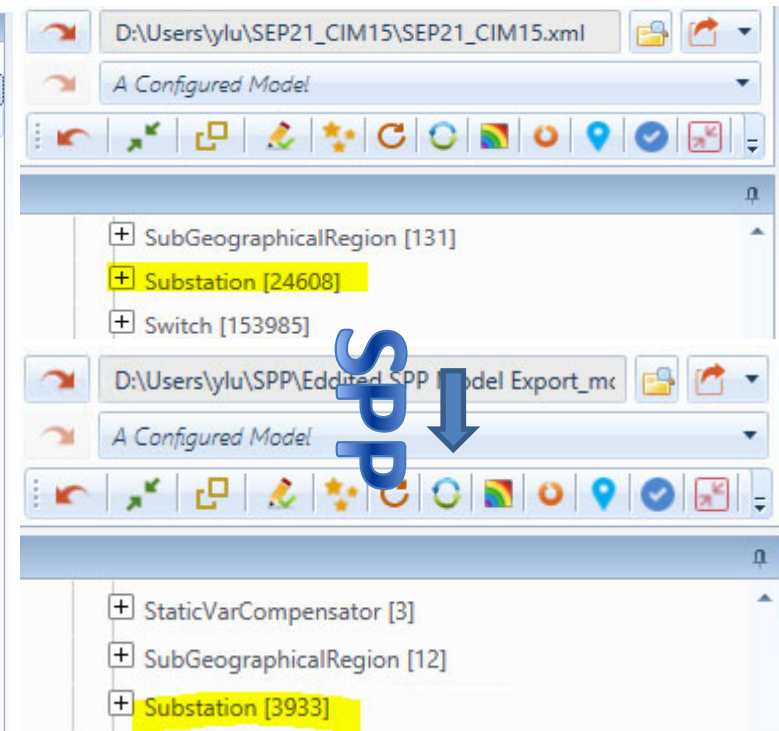 D:\Users\ylu\SEP21_CIM15\SEP21_CIM15.xml
A Configured Model
SubGeographicalRegion [131]
Substation [24608]
Switch [153985]
SPP
D:\Users\ylu\SPP\Eddited SPP Model Export_mc
A Configured Model
StaticVarCompensator [3]
SubGeographicalRegion [12]
Substation [3933]